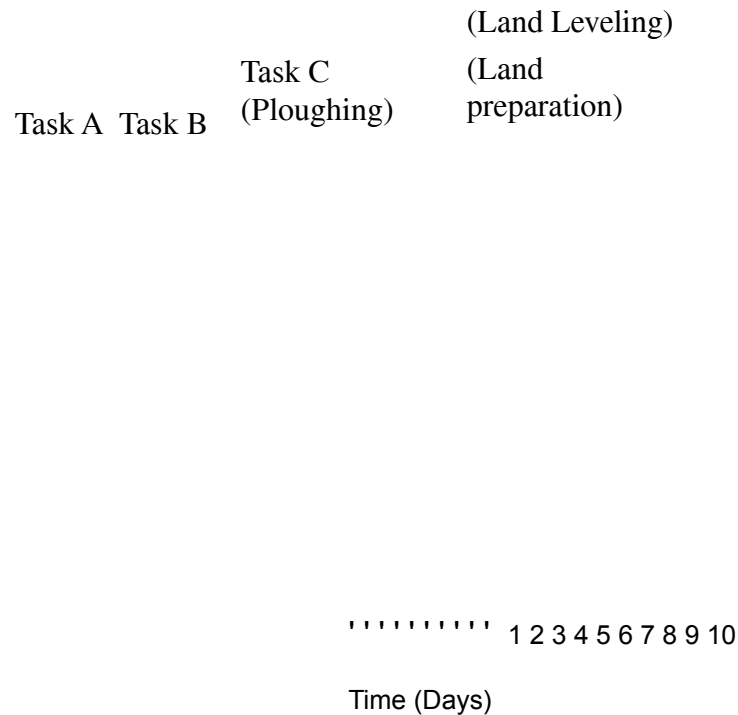 (Land Leveling)
Task C
(Ploughing)
(Land
preparation)
Task A Task B
' ' ' ' ' ' ' ' ' ' 1 2 3 4 5 6 7 8 9 10
Time (Days)